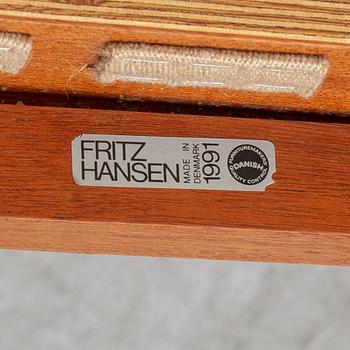 FRITZ
HANSEN
MADE IN
DENMARK
1991
FURNITUREMAKERS
DANISH
QUALITY CONTROL